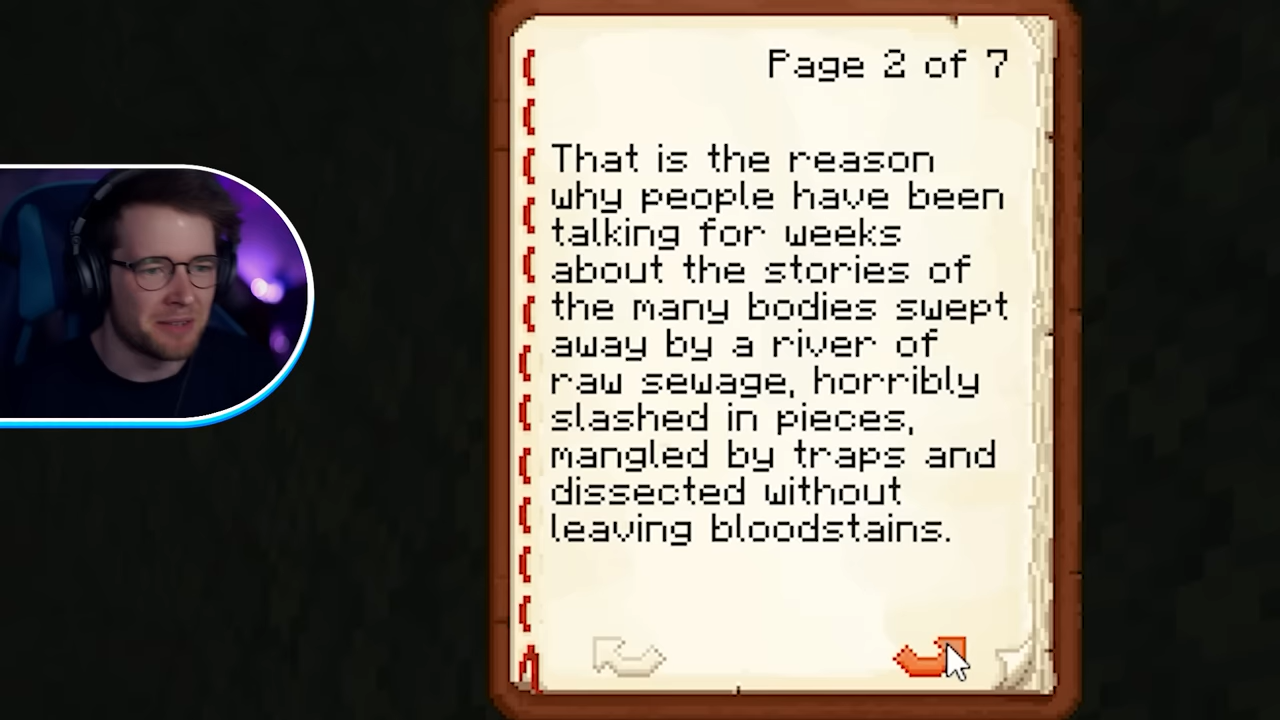 Page 2 of 7
That is the reason
why people have been
talking for weeks
about the stories of
the many bodies swept
away by a river of
raw sewage, horribly
slashed in pieces,
mangled by traps and
dissected without
leaving bloodstains.